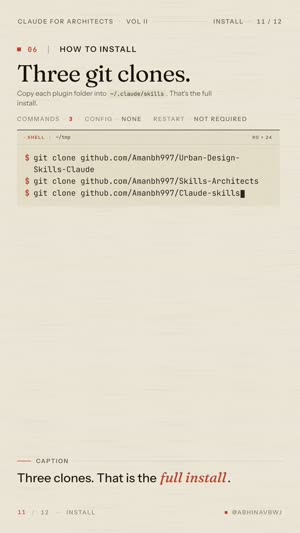 CLAUDE FOR ARCHITECTS · VOL II INSTALL · 11 / 12
06 | HOW TO INSTALL
Three git clones.
Copy each plugin folder into ~/.claude/skills . That's the full
install.
COMMANDS · 3 CONFIG · NONE RESTART · NOT REQUIRED
· SHELL | ~/tmp 80 × 24
$ git clone github.com/Amanbh997/Urban-Design-
Skills-Claude
$ git clone github.com/Amanbh997/Skills-Architects
$ git clone github.com/Amanbh997/Claude-skills
CAPTION
Three clones. That is the full install.
11 / 12 · INSTALL @ABHINAVBWJ